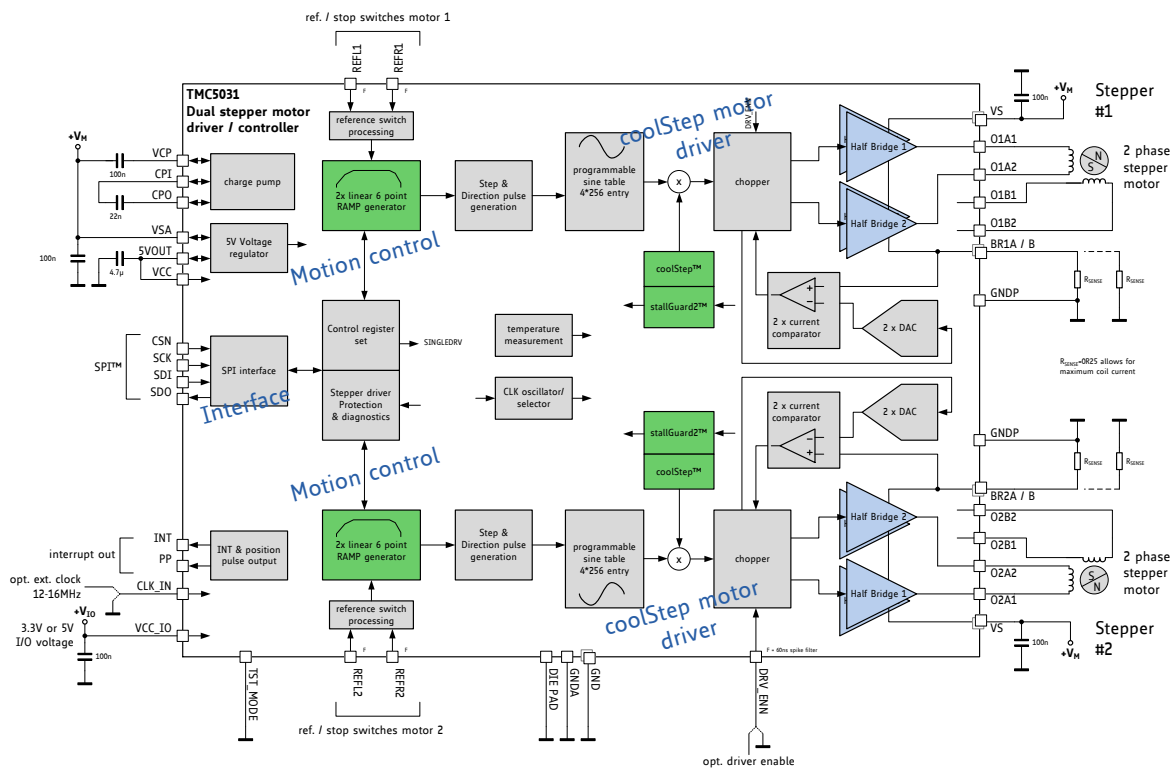 ref. / stop switches motor 1
REFL1
REFR1
F
F
TMC5031
Dual stepper motor
driver / controller
reference switch
processing
coolStep motor
driver
DRV_ENN
+VM
VCP
100n
CPI
CPO
22n
charge pump
2x linear 6 point
RAMP generator
Step &
Direction pulse
generation
programmable
sine table
4*256 entry
x
chopper
Half Bridge 1
Half Bridge 2
VS
100n
+VM
Stepper
#1
O1A1
O1A2
O1B1
O1B2
BR1A / B
N
S
2 phase
stepper
motor
VSA
5VOUT
VCC
100n
4.7µ
5V Voltage
regulator
Motion control
coolStep™
stallGuard2™
+
−
2 x current
comparator
2 x DAC
RSENSE
RSENSE
GNDP
RSENSE=0R25 allows for
maximum coil current
SPI™
CSN
SCK
SDI
SDO
SPI interface
Interface
Control register
set
SINGLEDRV
Stepper driver
Protection
& diagnostics
temperature
measurement
CLK oscillator/
selector
stallGuard2™
coolStep™
2 x current
comparator
+
−
2 x DAC
GNDP
RSENSE
RSENSE
BR2A / B
Motion control
interrupt out
INT
PP
INT & position
pulse output
opt. ext. clock
12-16MHz
CLK_IN
+VIO
3.3V or 5V
I/O voltage
VCC_IO
100n
2x linear 6 point
RAMP generator
Step &
Direction pulse
generation
programmable
sine table
4*256 entry
x
chopper
Half Bridge 2
Half Bridge 1
O2B2
O2B1
O2A2
O2A1
VS
S
N
2 phase
stepper
motor
100n
+VM
Stepper
#2
reference switch
processing
coolStep motor
driver
F
F
F = 60ns spike filter
TST_MODE
REFL2
REFR2
DIE PAD
GNDA
GND
DRV_ENN
ref. / stop switches motor 2
opt. driver enable